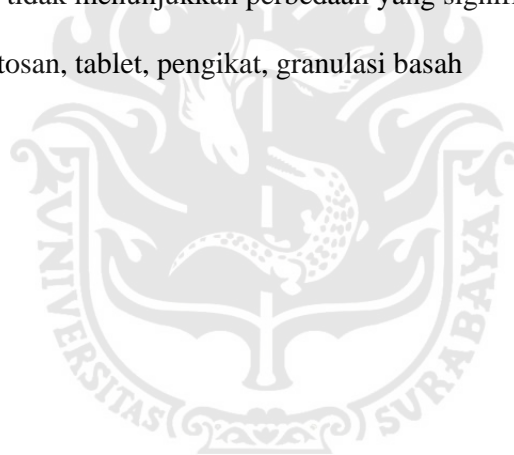 tidak menunjukkan perbedaan yang signifi
tosan, tablet, pengikat, granulasi basah
UNIVERSITAS SURABAYA